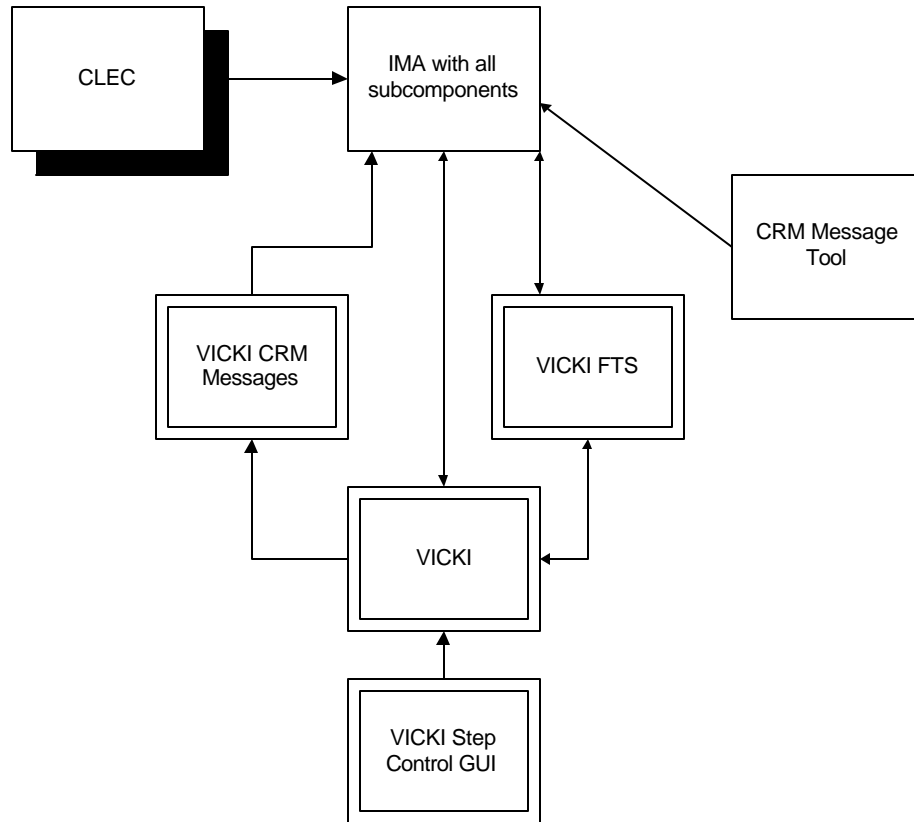 CLEC
IMA with all
subcomponents
CRM Message
Tool
VICKI CRM
Messages
VICKI FTS
VICKI
VICKI Step
Control GUI